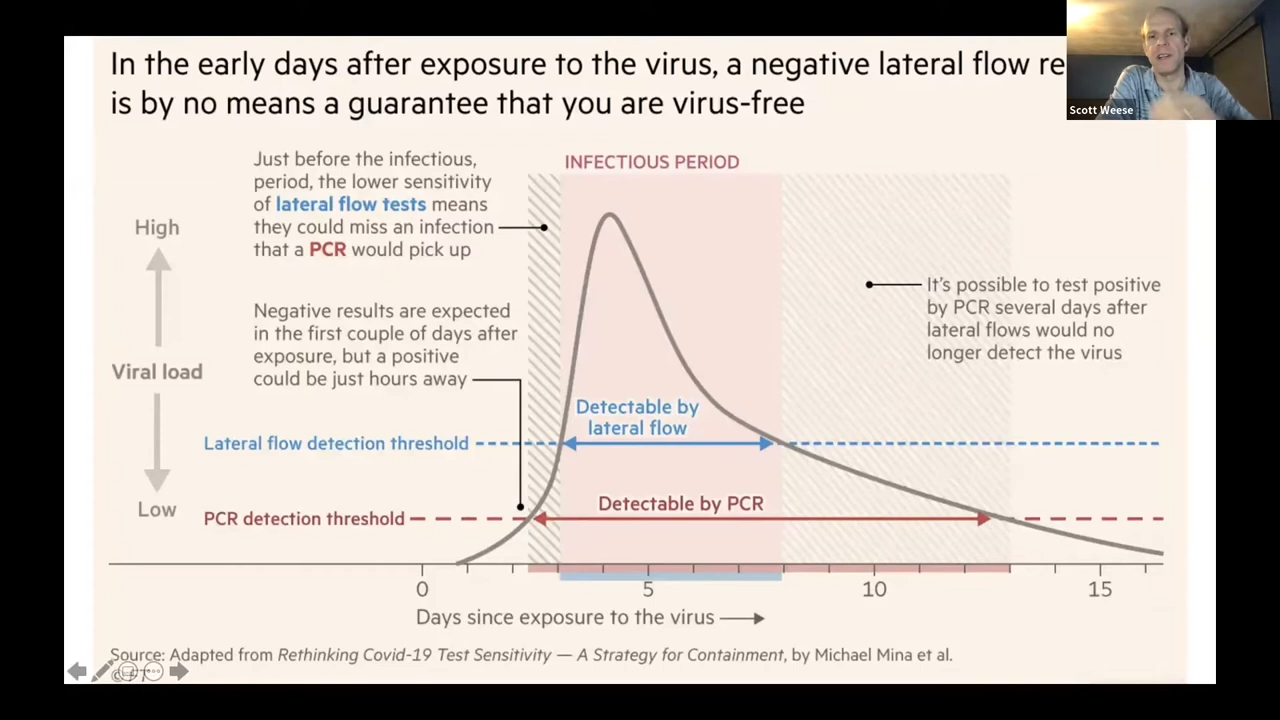 In the early days after exposure to the virus, a negative lateral flow re
is by no means a guarantee that you are virus-free
Scott Weese
Just before the infectious,
period, the lower sensitivity
of lateral flow tests means
they could miss an infection
that a PCR would pick up
INFECTIOUS PERIOD
High
Viral load
Low
Negative results are expected
in the first couple of days after
exposure, but a positive
could be just hours away
It's possible to test positive
by PCR several days after
lateral flows would no
longer detect the virus
Detectable by
lateral flow
Lateral flow detection threshold
Detectable by PCR
PCR detection threshold
0 5 10 15
Days since exposure to the virus
Source: Adapted from Rethinking Covid-19 Test Sensitivity — A Strategy for Containment, by Michael Mina et al.
© FT